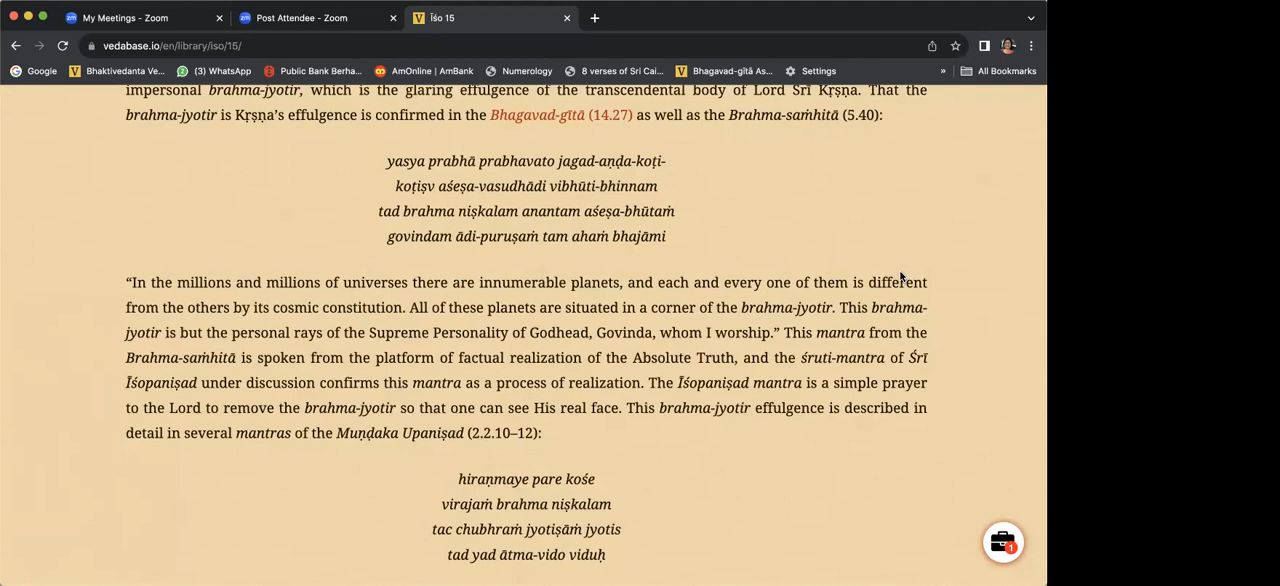 My Meetings - Zoom
Post Attendee - Zoom
Īśo 15
vedabase.io/en/library/iso/15/
Google
Bhaktivedanta Ve...
(3) WhatsApp
Public Bank Berha...
AmOnline | AmBank
Numerology
8 verses of Sri Cai...
Bhagavad-gītā As...
Settings
»
All Bookmarks
impersonal brahma-jyotir, which is the glaring effulgence of the transcendental body of Lord Śrī Kṛṣṇa. That the
brahma-jyotir is Kṛṣṇa’s effulgence is confirmed in the Bhagavad-gītā (14.27) as well as the Brahma-saṁhitā (5.40):
yasya prabhā prabhavato jagad-aṇḍa-koṭi-
koṭiṣv aśeṣa-vasudhādi vibhūti-bhinnam
tad brahma niṣkalam anantam aśeṣa-bhūtaṁ
govindam ādi-puruṣaṁ tam ahaṁ bhajāmi
“In the millions and millions of universes there are innumerable planets, and each and every one of them is different
from the others by its cosmic constitution. All of these planets are situated in a corner of the brahma-jyotir. This brahma-
jyotir is but the personal rays of the Supreme Personality of Godhead, Govinda, whom I worship.” This mantra from the
Brahma-saṁhitā is spoken from the platform of factual realization of the Absolute Truth, and the śruti-mantra of Śrī
Īśopaniṣad under discussion confirms this mantra as a process of realization. The Īśopaniṣad mantra is a simple prayer
to the Lord to remove the brahma-jyotir so that one can see His real face. This brahma-jyotir effulgence is described in
detail in several mantras of the Muṇḍaka Upaniṣad (2.2.10–12):
hiraṇmaye pare kośe
virajaṁ brahma niṣkalam
tac chubhraṁ jyotiṣāṁ jyotis
tad yad ātma-vido viduḥ
1